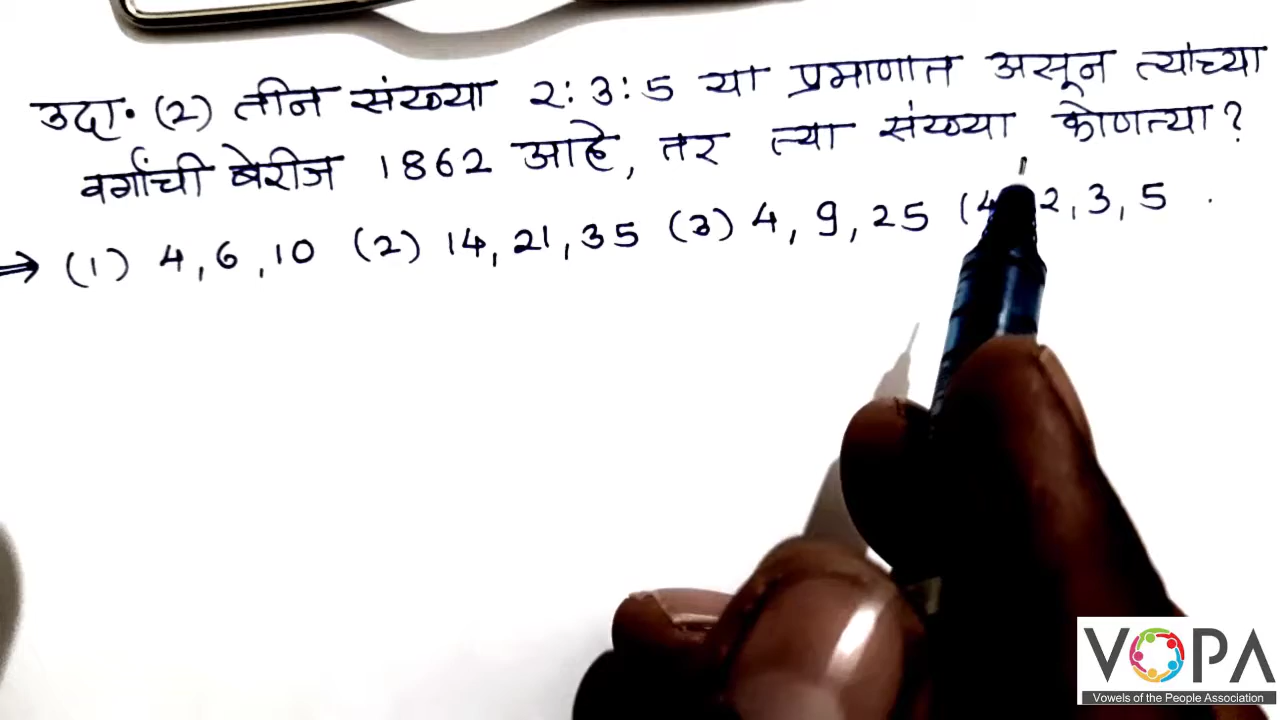 उदा. (2) तीन संख्या 2:3:5 या प्रमाणात असून त्यांच्या
वर्गांची बेरीज 1862 आहे, तर त्या संख्या कोणत्या?
⇒ (1) 4, 6, 10 (2) 14, 21, 35 (3) 4, 9, 25 (4 2, 3, 5
VOPA
Vowels of the People Association